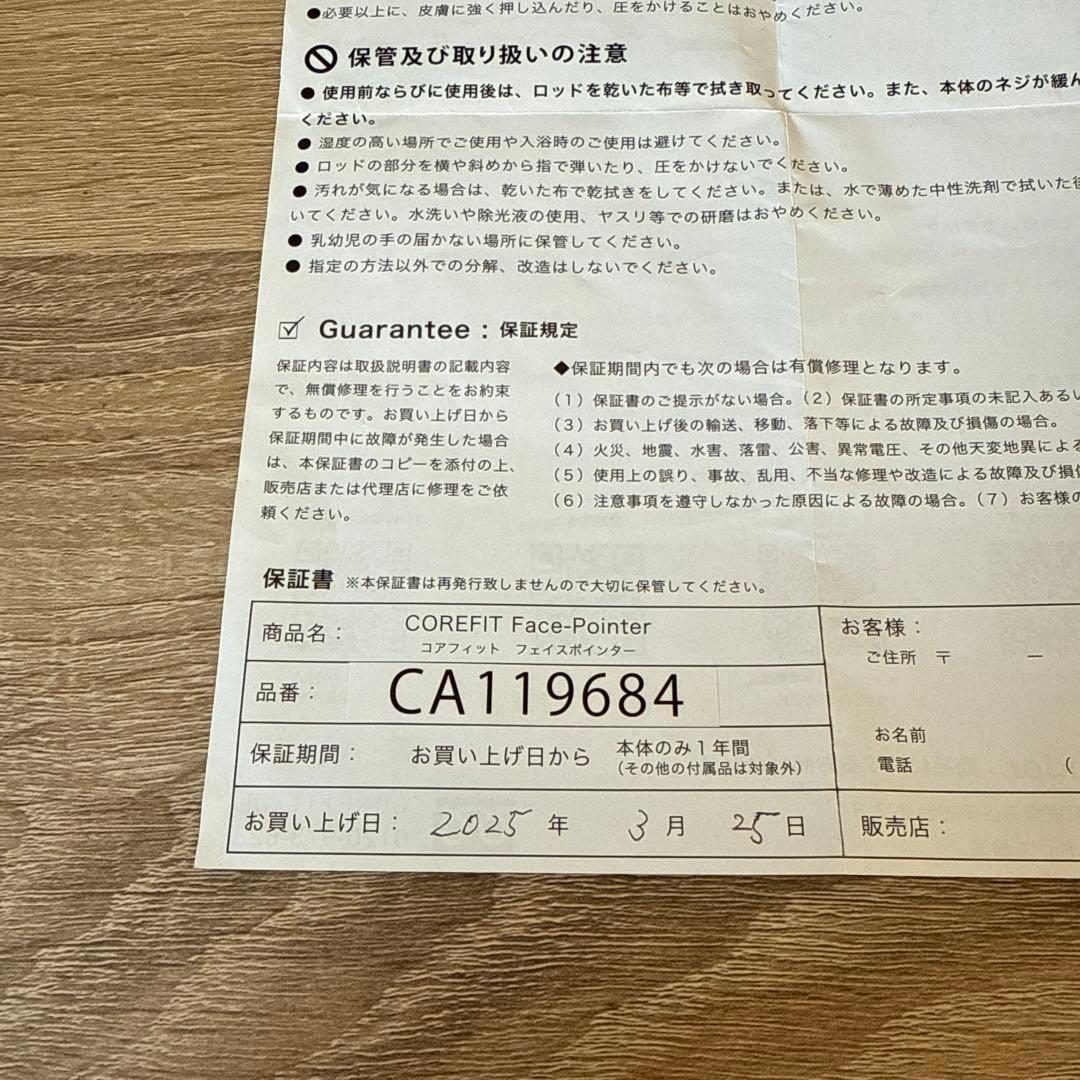 ●必要以上に、皮膚に強く押し込んだり、圧をかけることはおやめください。
保管及び取り扱いの注意
● 使用前ならびに使用後は、ロッドを乾いた布等で拭き取ってください。また、本体のネジが緩ん
ください。
● 湿度の高い場所でご使用や入浴時のご使用は避けてください。
● ロッドの部分を横や斜めから指で弾いたり、圧をかけないでください。
● 汚れが気になる場合は、乾いた布で乾拭きをしてください。または、水で薄めた中性洗剤で拭いた後
いてください。水洗いや除光液の使用、ヤスリ等での研磨はおやめください。
● 乳幼児の手の届かない場所に保管してください。
● 指定の方法以外での分解、改造はしないでください。
☑ Guarantee : 保証規定
保証内容は取扱説明書の記載内容
で、無償修理を行うことをお約束
するものです。お買い上げ日から
保証期間中に故障が発生した場合
は、本保証書のコピーを添付の上、
販売店または代理店に修理をご依
頼ください。
◆保証期間内でも次の場合は有償修理となります。
（1）保証書のご提示がない場合。（2）保証書の所定事項の未記入あるい
（3）お買い上げ後の輸送、移動、落下等による故障及び損傷の場合。
（4）火災、地震、水害、落雷、公害、異常電圧、その他天変地異による
（5）使用上の誤り、事故、乱用、不当な修理や改造による故障及び損傷
（6）注意事項を遵守しなかった原因による故障の場合。（7）お客様の
保証書 ※本保証書は再発行致しませんので大切に保管してください。
商品名： COREFIT Face-Pointer
コアフィット フェイスポインター
品番： CA119684
保証期間： お買い上げ日から 本体のみ1年間
（その他の付属品は対象外）
お買い上げ日： 2025 年 3 月 25 日
お客様：
ご住所 〒 ー
お名前
電話 （
販売店：